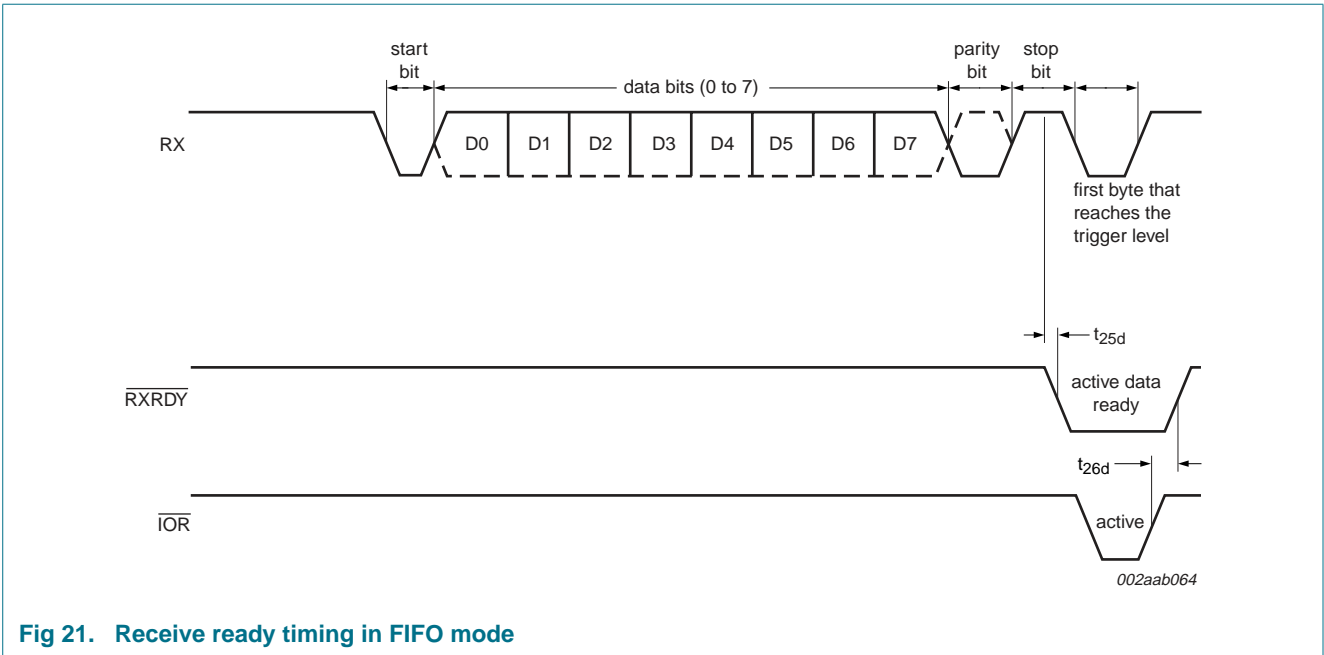 start
bit
data bits (0 to 7)
parity
bit
stop
bit
RX
D0 D1 D2 D3 D4 D5 D6 D7
first byte that
reaches the
trigger level
t25d
RXRDY
active data
ready
t26d
IOR
active
002aab064
Fig 21. Receive ready timing in FIFO mode